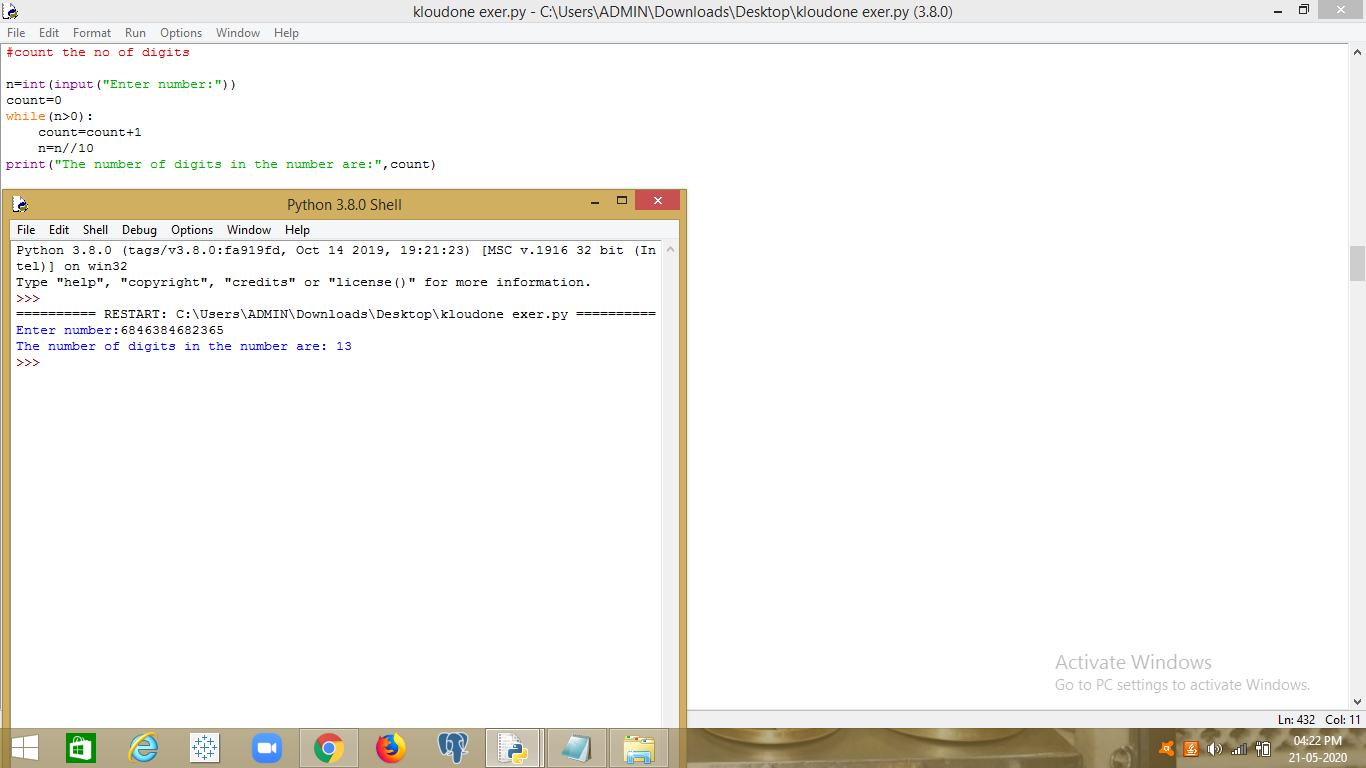 kloudone exer.py - C:\Users\ADMIN\Downloads\Desktop\kloudone exer.py (3.8.0)
File Edit Format Run Options Window Help
#count the no of digits
n=int(input("Enter number:"))
count=0
while(n>0):
    count=count+1
    n=n//10
print("The number of digits in the number are:",count)
Python 3.8.0 Shell
File Edit Shell Debug Options Window Help
Python 3.8.0 (tags/v3.8.0:fa919fd, Oct 14 2019, 19:21:23) [MSC v.1916 32 bit (In
tel)] on win32
Type "help", "copyright", "credits" or "license()" for more information.
>>>
========== RESTART: C:\Users\ADMIN\Downloads\Desktop\kloudone exer.py ==========
Enter number:6846384682365
The number of digits in the number are: 13
>>>
Activate Windows
Go to PC settings to activate Windows.
Ln: 432 Col: 11
04:22 PM
21-05-2020